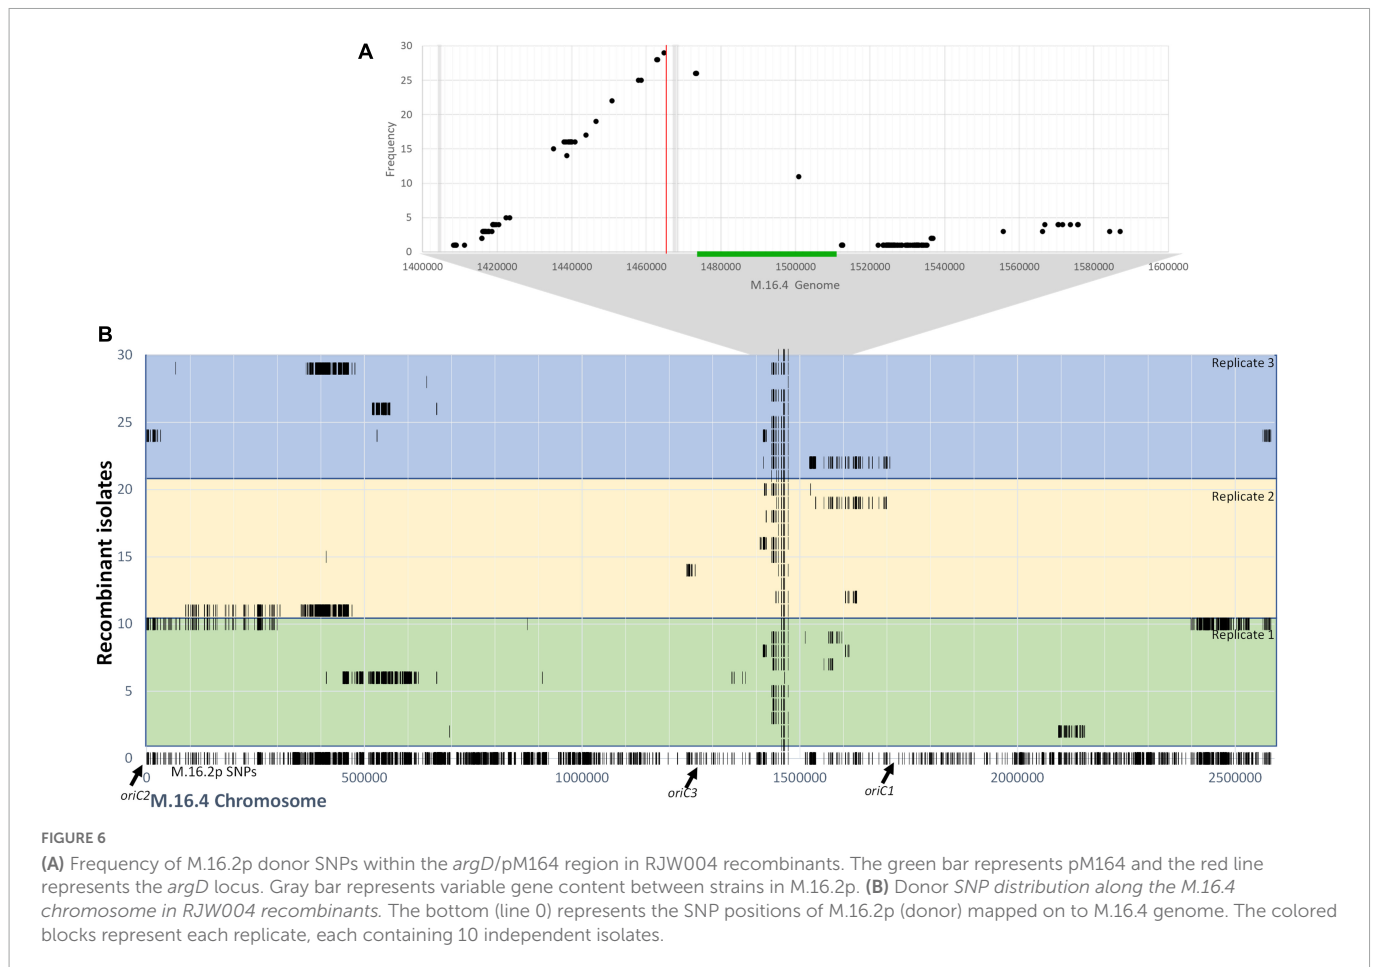 A
30
25
20
15
10
5
0
Frequency
1400000 1420000 1440000 1460000 1480000 1500000 1520000 1540000 1560000 1580000 1600000
M.16.4 Genome
B
30
25
20
15
10
5
0
Recombinant isolates
Replicate 3
Replicate 2
Replicate 1
M.16.2p SNPs
0 500000 1000000 1500000 2000000 2500000
oriC2 oriC3 oriC1
M.16.4 Chromosome
FIGURE 6
(A) Frequency of M.16.2p donor SNPs within the argD/pM164 region in RJW004 recombinants. The green bar represents pM164 and the red line
represents the argD locus. Gray bar represents variable gene content between strains in M.16.2p. (B) Donor SNP distribution along the M.16.4
chromosome in RJW004 recombinants. The bottom (line 0) represents the SNP positions of M.16.2p (donor) mapped on to M.16.4 genome. The colored
blocks represent each replicate, each containing 10 independent isolates.